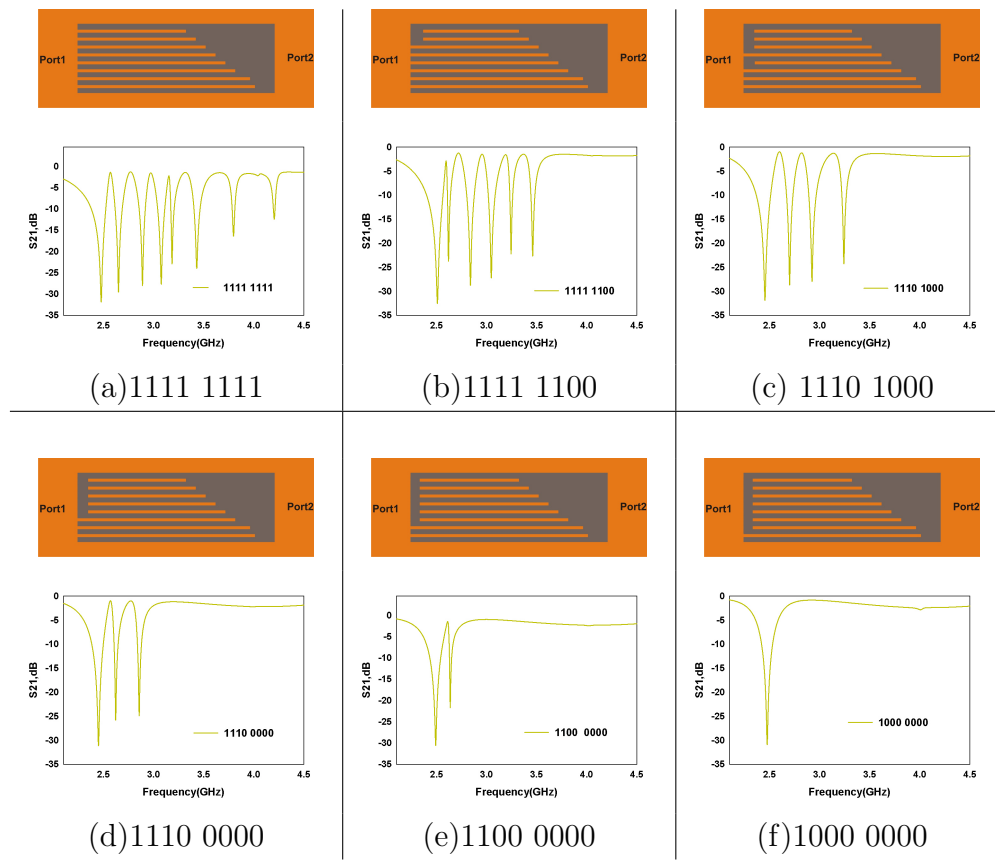 Port1 Port2
Port1 Port2
Port1 Port2
S21,dB
0
-5
-10
-15
-20
-25
-30
-35
1111 1111
2.5 3.0 3.5 4.0 4.5
Frequency(GHz)
S21,dB
0
-5
-10
-15
-20
-25
-30
-35
1111 1100
2.5 3.0 3.5 4.0 4.5
Frequency(GHz)
S21,dB
0
-5
-10
-15
-20
-25
-30
-35
1110 1000
2.5 3.0 3.5 4.0 4.5
Frequency(GHz)
(a)1111 1111
(b)1111 1100
(c) 1110 1000
Port1 Port2
Port1 Port2
Port1 Port2
S21,dB
0
-5
-10
-15
-20
-25
-30
-35
1110 0000
2.5 3.0 3.5 4.0 4.5
Frequency(GHz)
S21,dB
0
-5
-10
-15
-20
-25
-30
-35
1100 0000
2.5 3.0 3.5 4.0 4.5
Frequency(GHz)
S21,dB
0
-5
-10
-15
-20
-25
-30
-35
1000 0000
2.5 3.0 3.5 4.0 4.5
Frequency(GHz)
(d)1110 0000
(e)1100 0000
(f)1000 0000